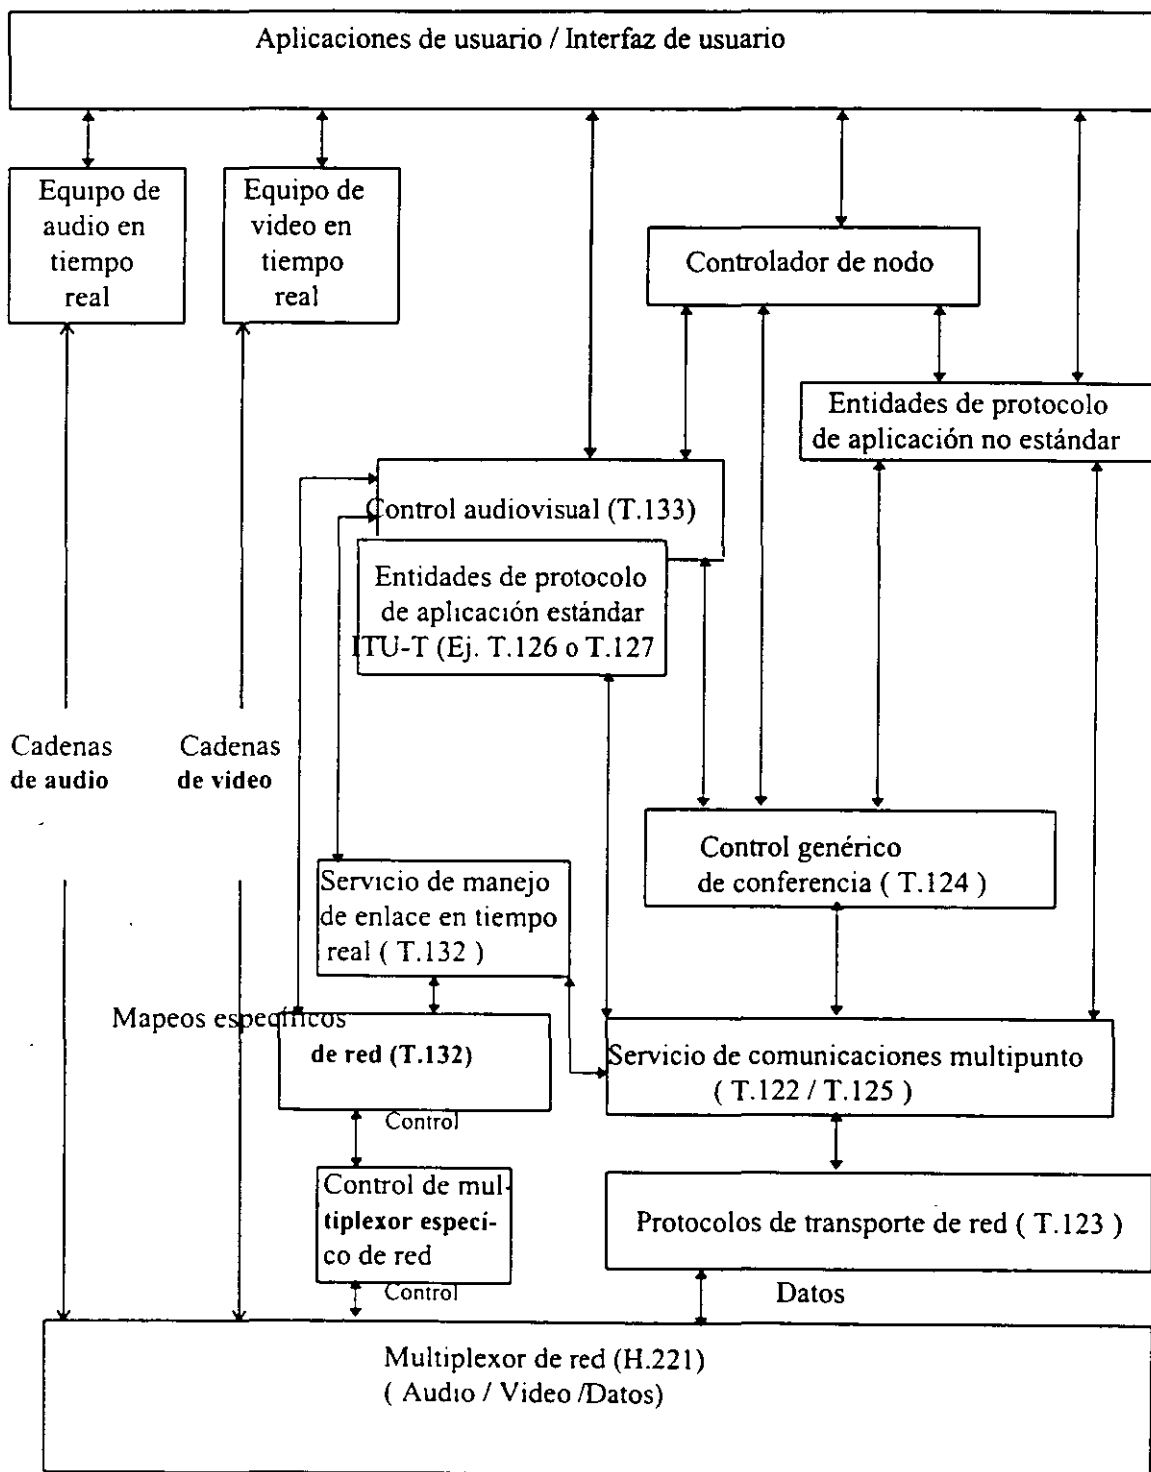 Aplicaciones de usuario / Interfaz de usuario
Equipo de
audio en
tiempo
real
Equipo de
video en
tiempo
real
Controlador de nodo
Entidades de protocolo
de aplicación no estándar
Control audiovisual (T.133)
Entidades de protocolo
de aplicación estándar
ITU-T (Ej. T.126 o T.127
Cadenas
de audio
Cadenas
de video
Control genérico
de conferencia ( T.124 )
Servicio de manejo
de enlace en tiempo
real ( T.132 )
Mapeos específicos
de red (T.132)
Servicio de comunicaciones multipunto
( T.122 / T.125 )
Control
Control de mul-
tiplexor especí-
co de red
Protocolos de transporte de red ( T.123 )
Control
Datos
Multiplexor de red (H.221)
( Audio / Video /Datos)